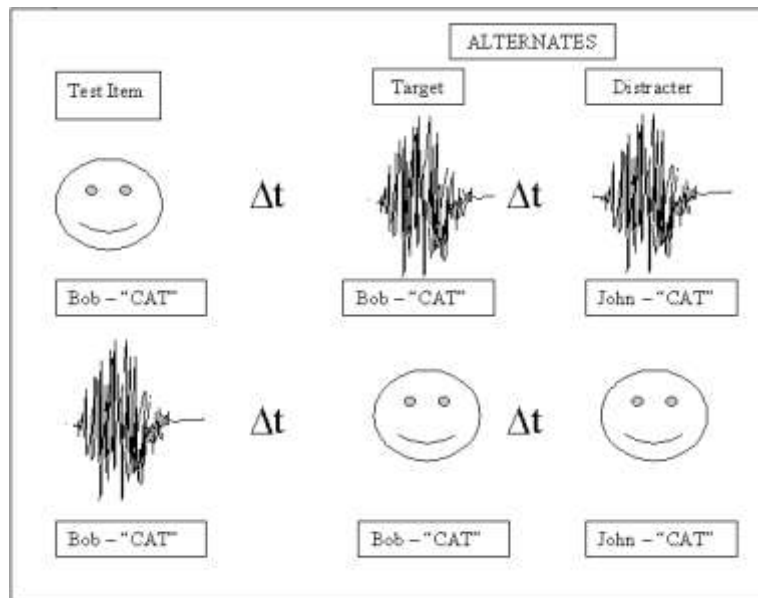 ALTERNATES
Test Item
Target
Distracter
Δt
Δt
Bob – “CAT”
Bob – “CAT”
John – “CAT”
Δt
Δt
Bob – “CAT”
Bob – “CAT”
John – “CAT”